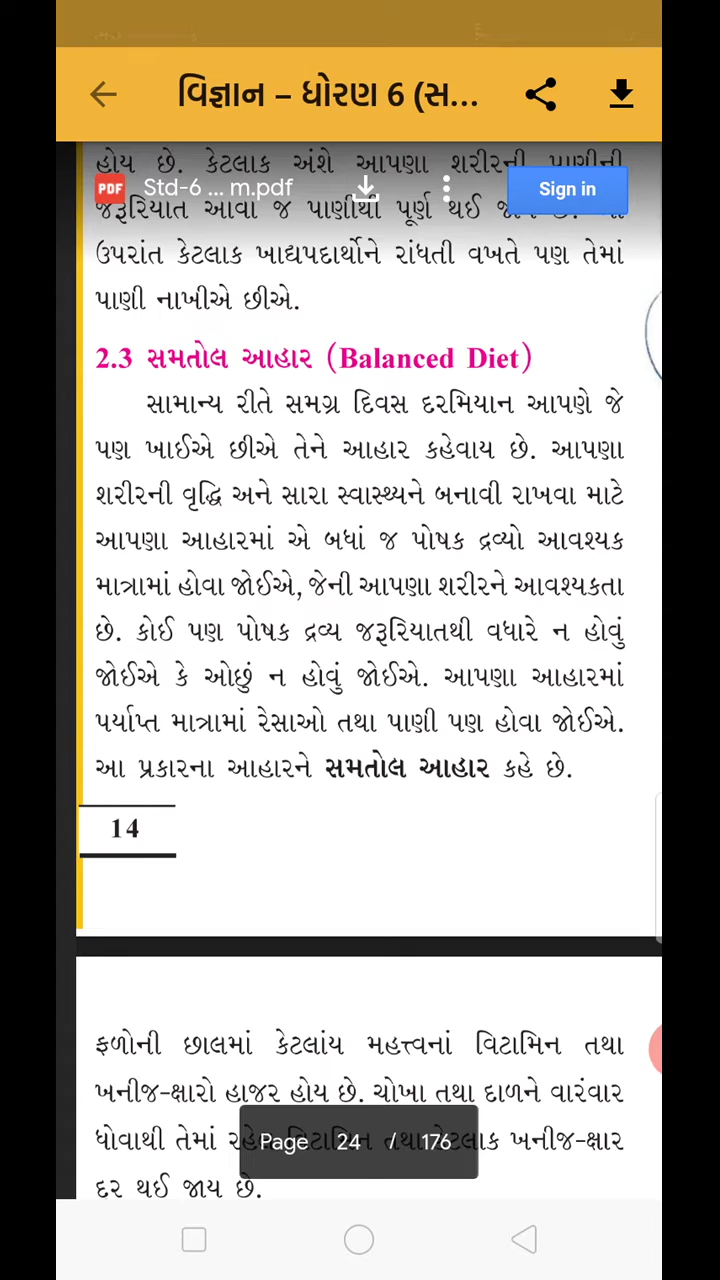 વિજ્ઞાન – ધોરણ 6 (સ...
હોય છે. કેટલાક અંશે આપણા શરીરની પાણીની
PDF Std-6 ... m.pdf Sign in
જરૂરિયાત આવા જ પાણીથી પૂર્ણ થઈ
ઉપરાંત કેટલાક ખાદ્યપદાર્થોને રાંધતી વખતે પણ તેમાં
પાણી નાખીએ છીએ.
2.3 સમતોલ આહાર (Balanced Diet)
સામાન્ય રીતે સમગ્ર દિવસ દરમિયાન આપણે જે
પણ ખાઈએ છીએ તેને આહાર કહેવાય છે. આપણા
શરીરની વૃદ્ધિ અને સારા સ્વાસ્થ્યને બનાવી રાખવા માટે
આપણા આહારમાં એ બધાં જ પોષક દ્રવ્યો આવશ્યક
માત્રામાં હોવા જોઈએ, જેની આપણા શરીરને આવશ્યકતા
છે. કોઈ પણ પોષક દ્રવ્ય જરૂરિયાતથી વધારે ન હોવું
જોઈએ કે ઓછું ન હોવું જોઈએ. આપણા આહારમાં
પર્યાપ્ત માત્રામાં રેસાઓ તથા પાણી પણ હોવા જોઈએ.
આ પ્રકારના આહારને સમતોલ આહાર કહે છે.
14
ફળોની છાલમાં કેટલાંય મહત્ત્વનાં વિટામિન તથા
ખનીજ-ક્ષારો હાજર હોય છે. ચોખા તથા દાળને વારંવાર
ધોવાથી તેમાં વિટામિન તથા કેટલાક ખનીજ-ક્ષાર
Page 24 / 176
દૂર થઈ જાય છે.